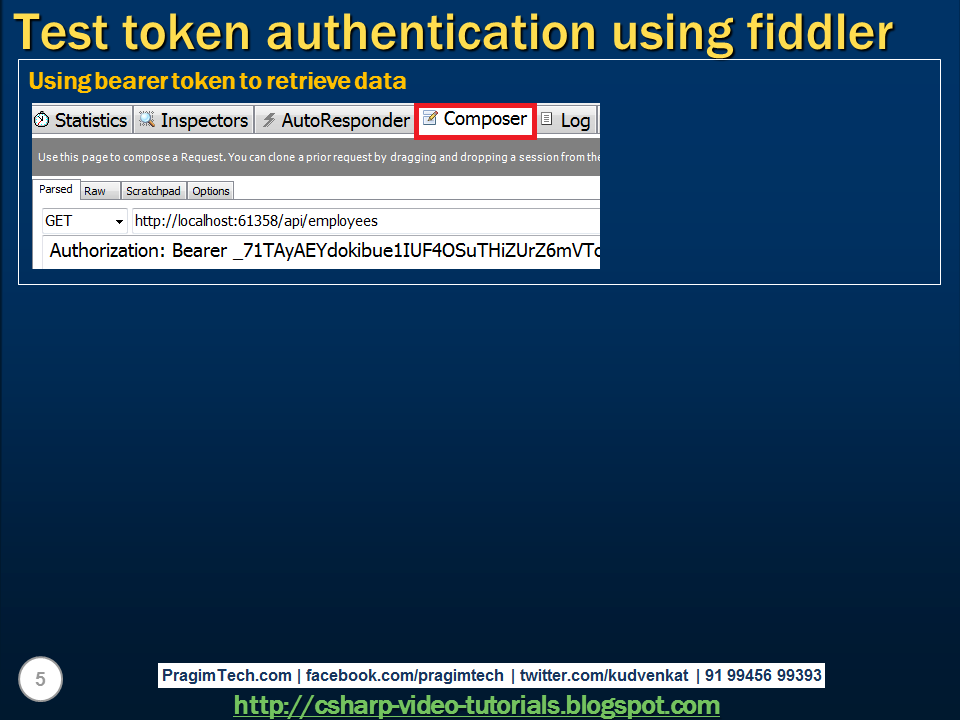 Test token authentication using fiddler
Using bearer token to retrieve data
Statistics Inspectors AutoResponder Composer Log
Use this page to compose a Request. You can clone a prior request by dragging and dropping a session from the
Parsed Raw Scratchpad Options
GET http://localhost:61358/api/employees
Authorization: Bearer _71TAyAEYdokibue1IUF4OSuTHiZUrZ6mVTc
5
PragimTech.com | facebook.com/pragimtech | twitter.com/kudvenkat | 91 99456 99393
http://csharp-video-tutorials.blogspot.com